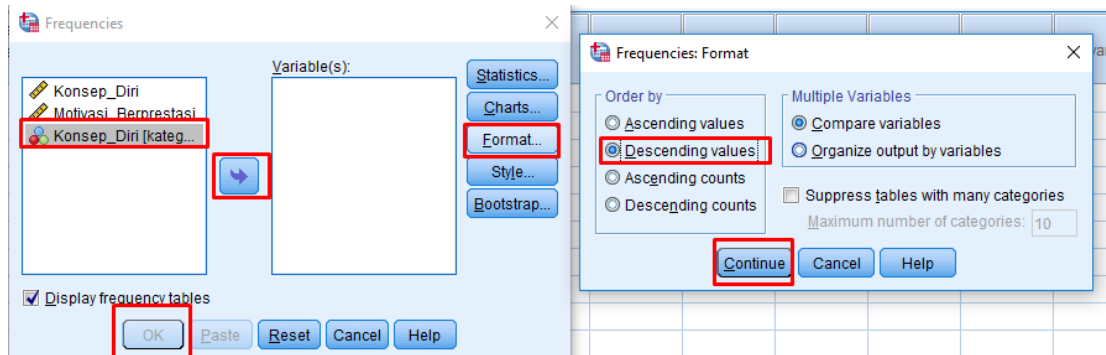 Frequencies
Variable(s):
Konsep_Diri
Motivasi_Berprestasi
Konsep_Diri [kateg...
Statistics...
Charts...
Format...
Style...
Bootstrap...
Display frequency tables
OK
Paste
Reset
Cancel
Help
Frequencies: Format
Order by
Ascending values
Descending values
Ascending counts
Descending counts
Multiple Variables
Compare variables
Organize output by variables
Suppress tables with many categories
Maximum number of categories: 10
Continue
Cancel
Help